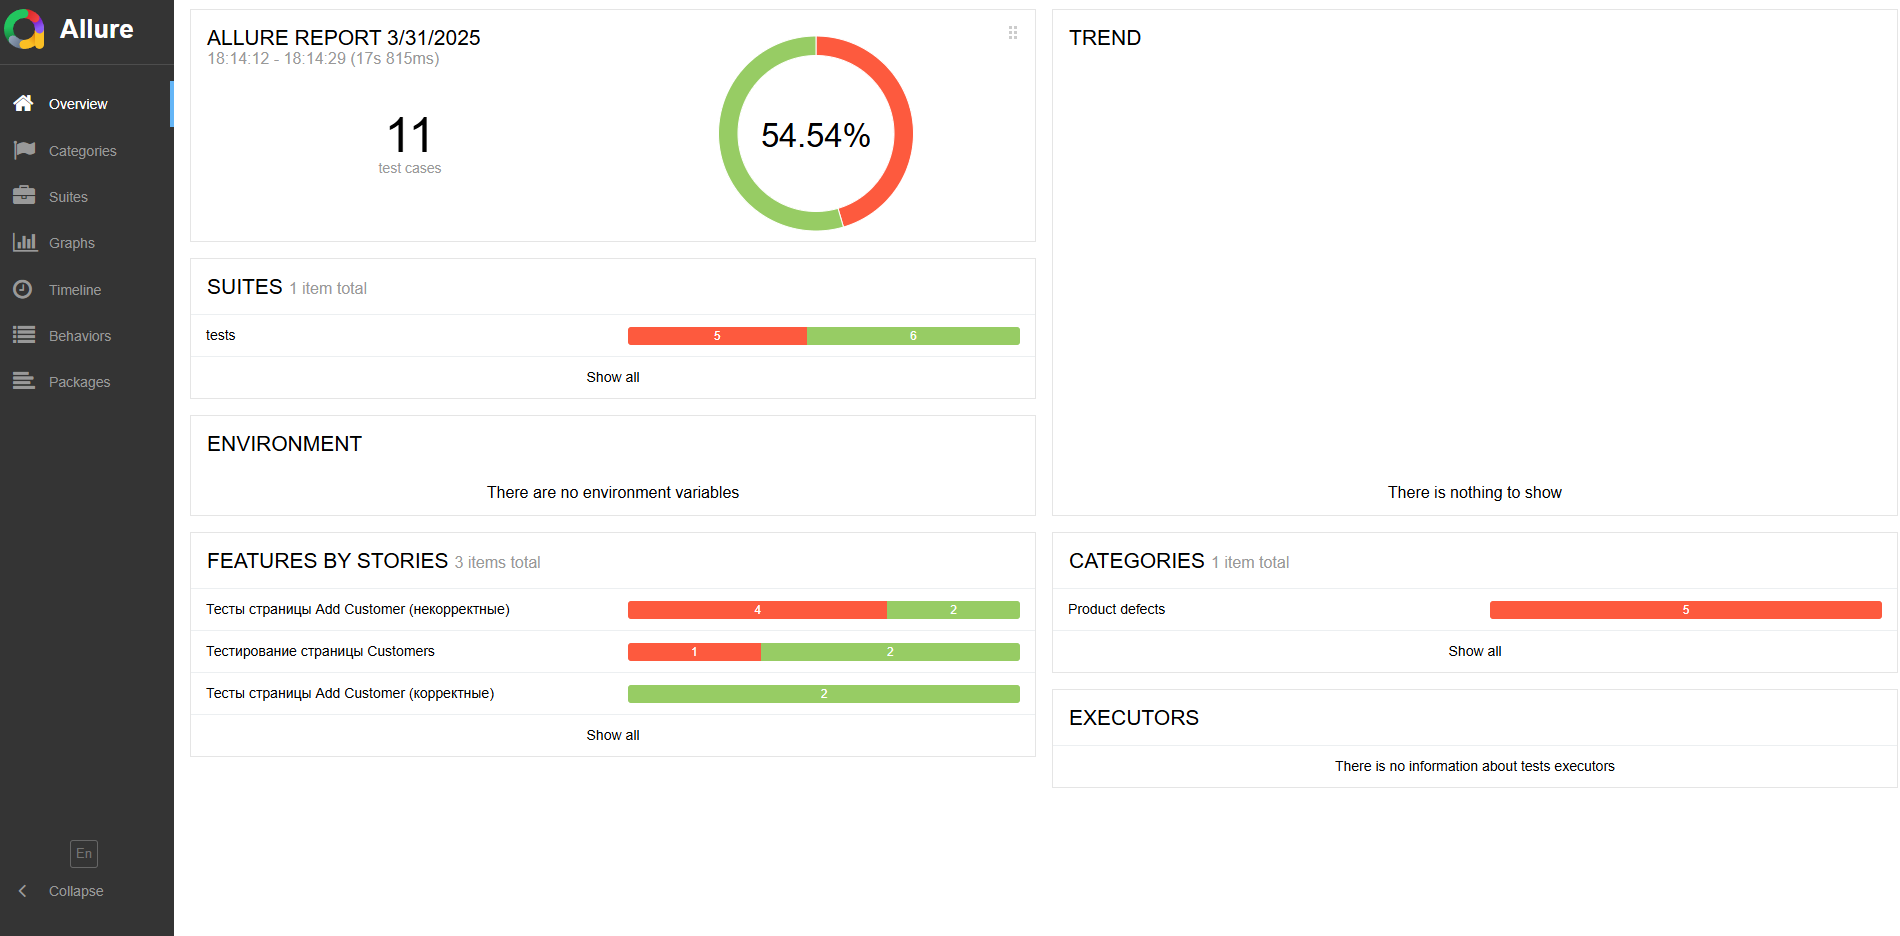 Allure
Overview
Categories
Suites
Graphs
Timeline
Behaviors
Packages
En
Collapse
ALLURE REPORT 3/31/2025
18:14:12 - 18:14:29 (17s 815ms)
11
test cases
54.54%
SUITES 1 item total
tests 5 6
Show all
ENVIRONMENT
There are no environment variables
FEATURES BY STORIES 3 items total
Тесты страницы Add Customer (некорректные) 4 2
Тестирование страницы Customers 1 2
Тесты страницы Add Customer (корректные) 2
Show all
TREND
There is nothing to show
CATEGORIES 1 item total
Product defects 5
Show all
EXECUTORS
There is no information about tests executors